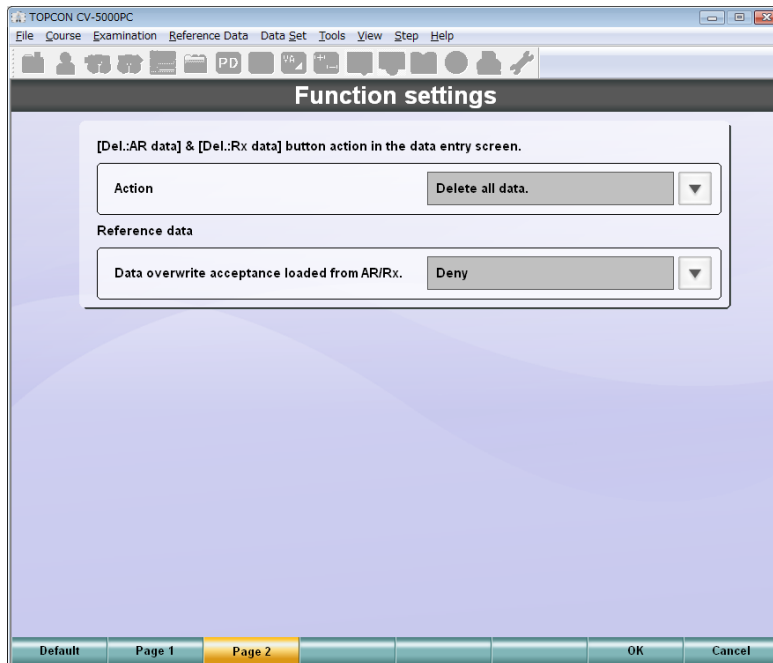 TOPCON CV-5000PC
File Course Examination Reference Data Data Set Tools View Step Help
PD VA
Function settings
[Del.:AR data] & [Del.:Rx data] button action in the data entry screen.
Action Delete all data.
Reference data
Data overwrite acceptance loaded from AR/Rx. Deny
Default Page 1 Page 2 OK Cancel